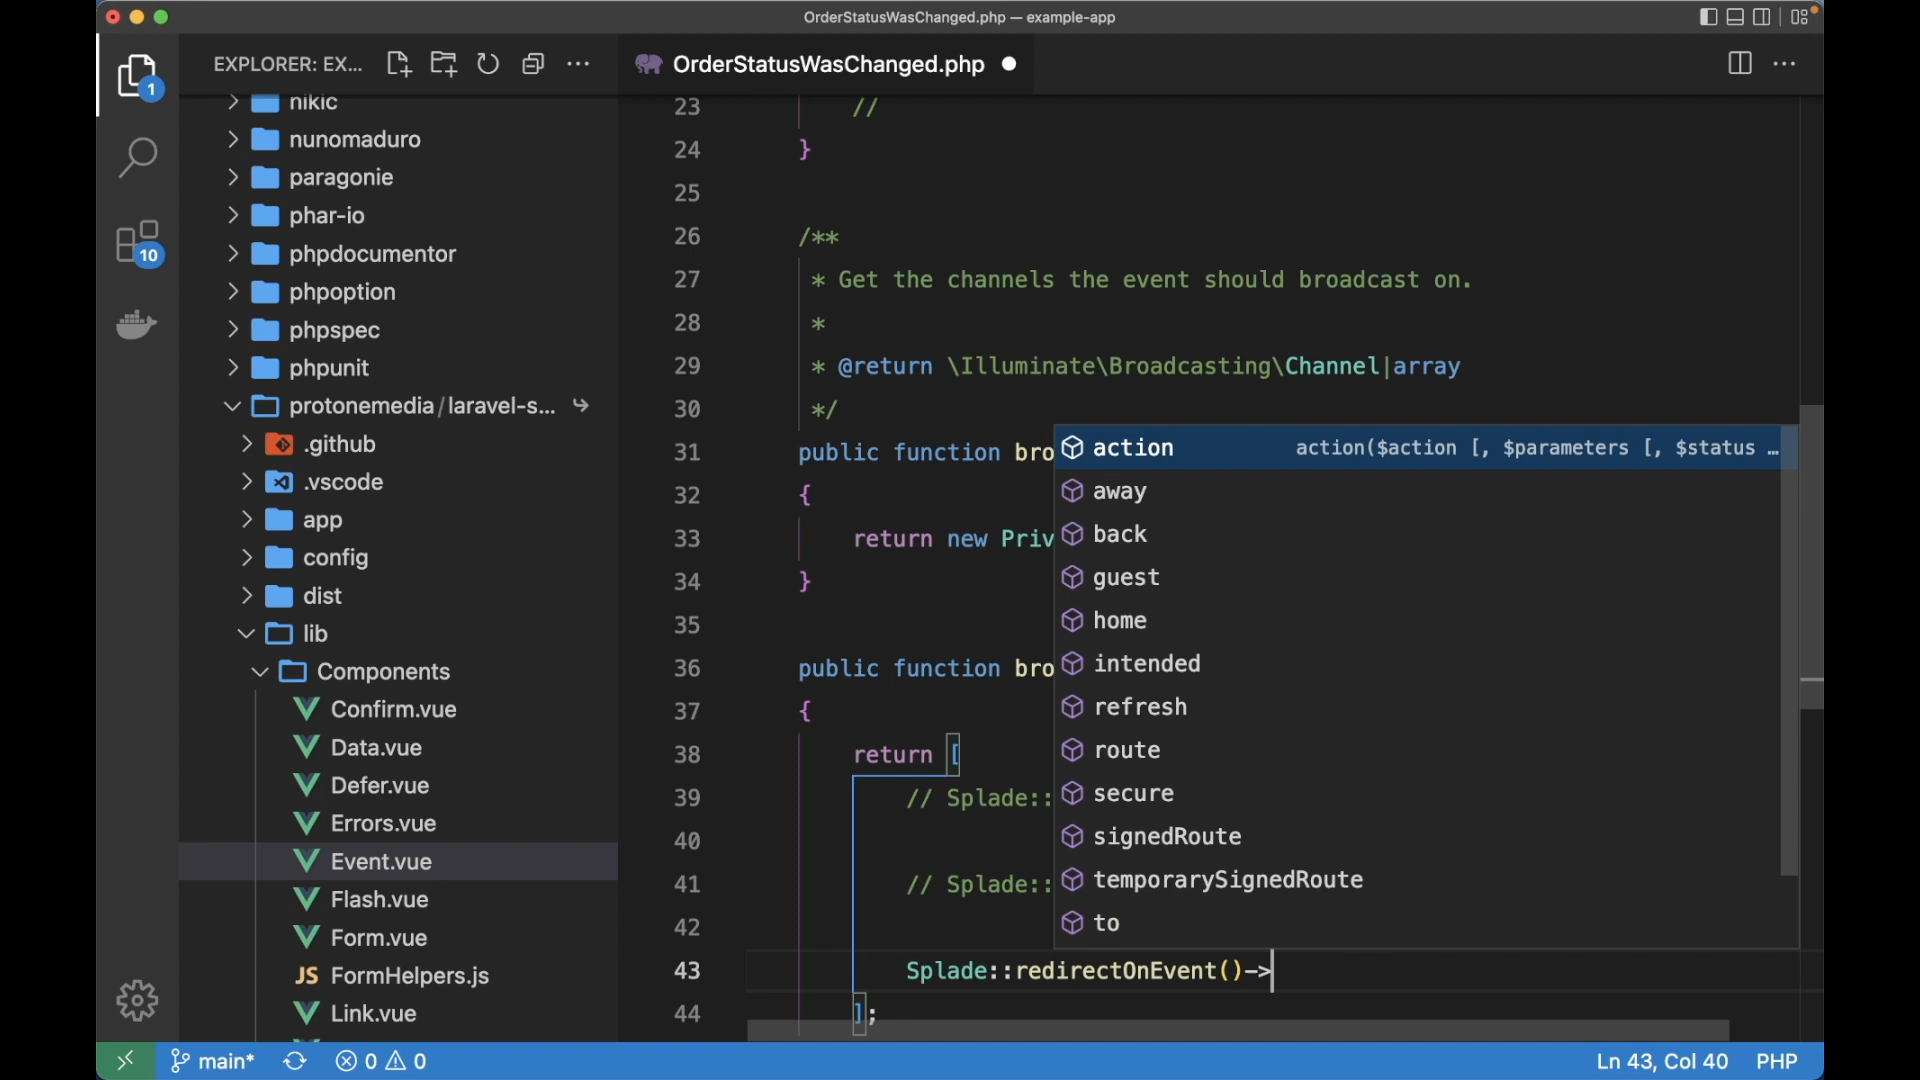 OrderStatusWasChanged.php — example-app
EXPLORER: EX...
OrderStatusWasChanged.php
1
10
nikic
nunomaduro
paragonie
phar-io
phpdocumentor
phpoption
phpspec
phpunit
protonemedia/laravel-s...
.github
.vscode
app
config
dist
lib
Components
Confirm.vue
Data.vue
Defer.vue
Errors.vue
Event.vue
Flash.vue
Form.vue
JS FormHelpers.js
Link.vue
23 //
24 }
25
26 /**
27 * Get the channels the event should broadcast on.
28 *
29 * @return \Illuminate\Broadcasting\Channel|array
30 */
31 public function bro
32 {
33 return new Priv
34 }
35
36 public function bro
37 {
38 return [
39 // Splade::
40
41 // Splade::
42
43 Splade::redirectOnEvent()->
44 ];
action action($action [, $parameters [, $status …
away
back
guest
home
intended
refresh
route
secure
signedRoute
temporarySignedRoute
to
main* 0 0 Ln 43, Col 40 PHP